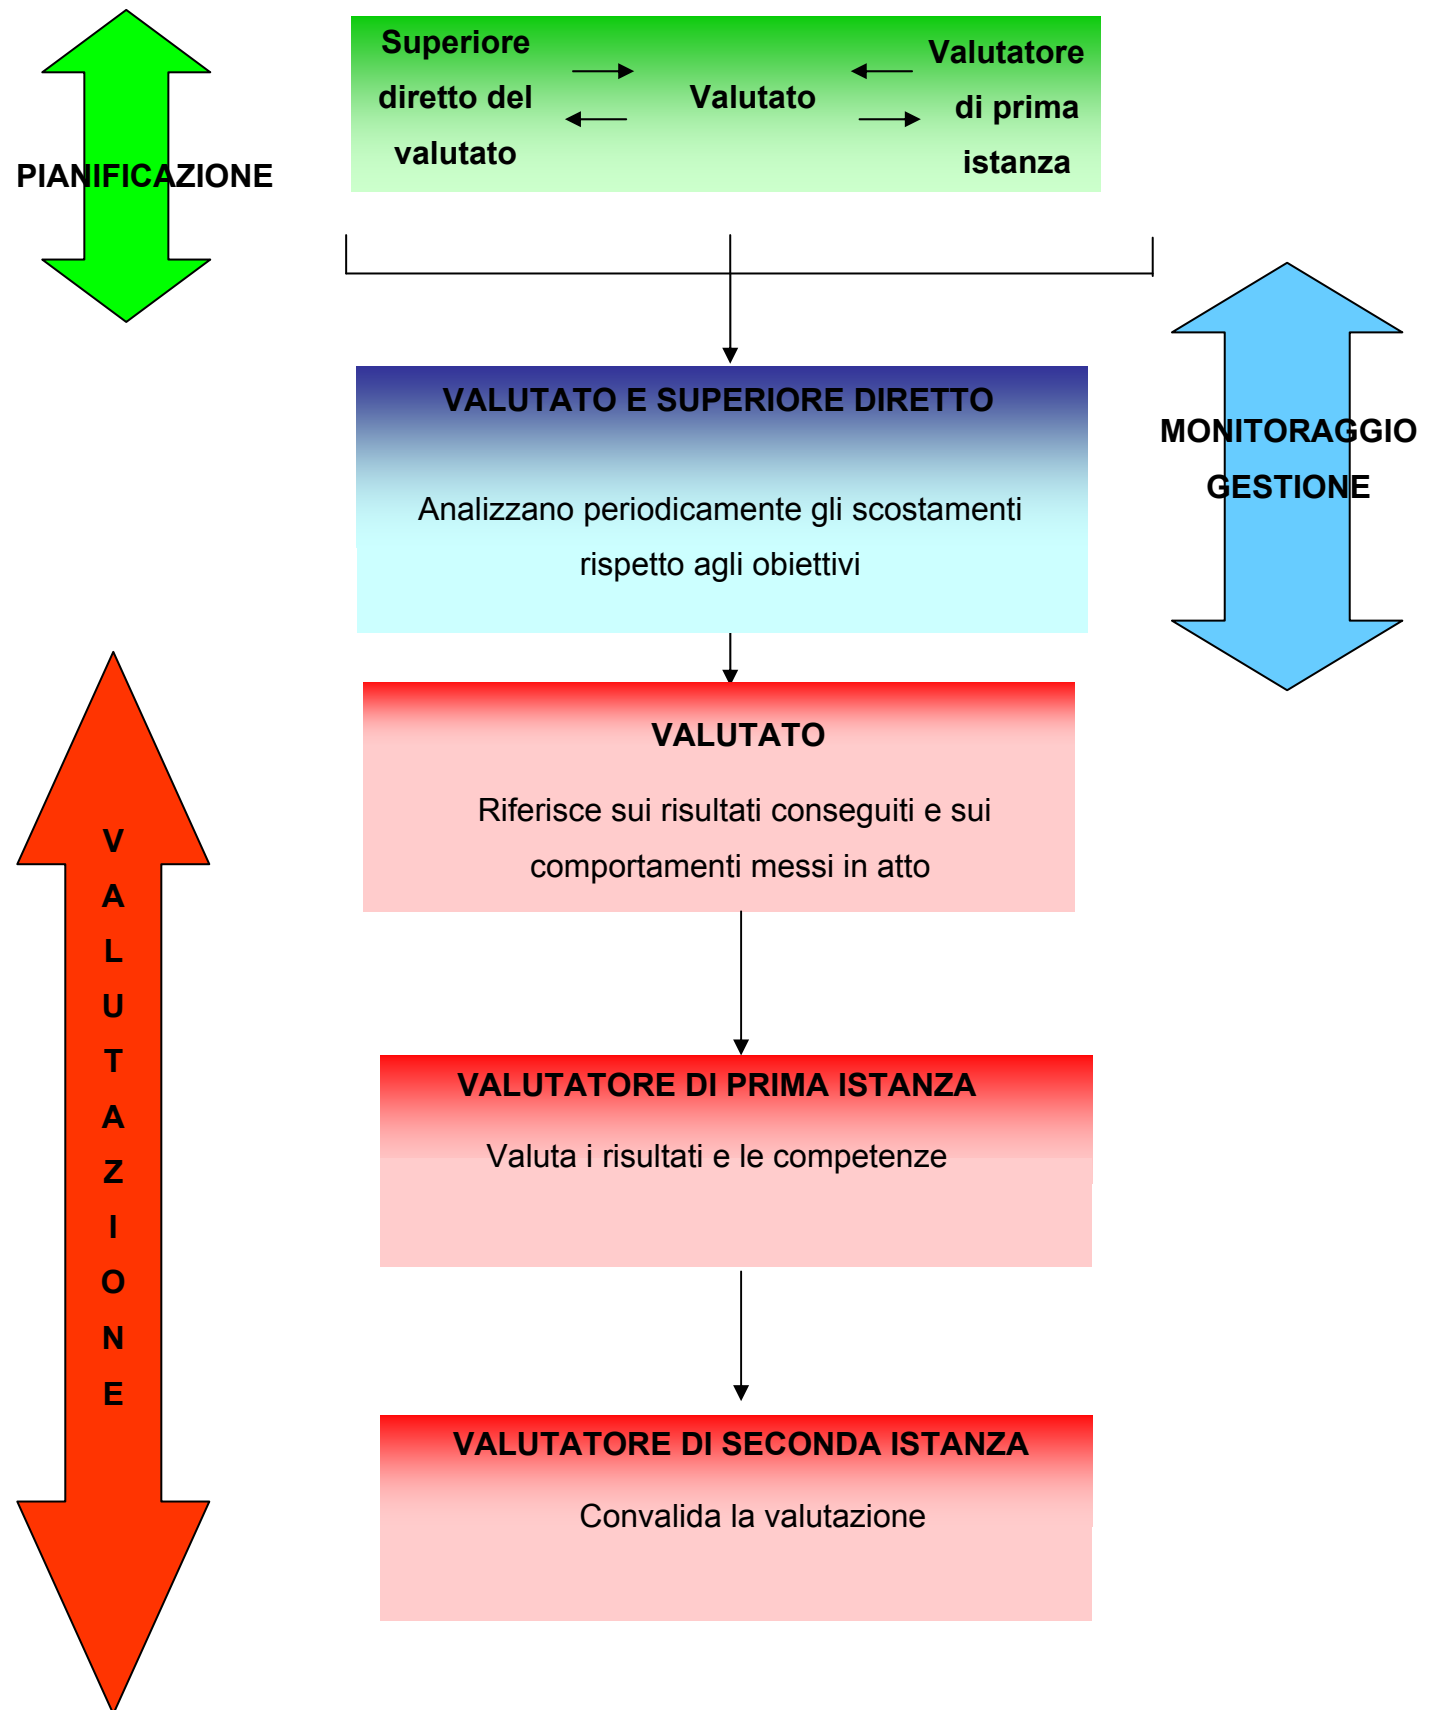 PIANIFICAZIONE
Superiore
diretto del
valutato
Valutato
Valutatore
di prima
istanza
MONITORAGGIO
GESTIONE
VALUTATO E SUPERIORE DIRETTO
Analizzano periodicamente gli scostamenti
rispetto agli obiettivi
VALUTATO
Riferisce sui risultati conseguiti e sui
comportamenti messi in atto
V
A
L
U
T
A
Z
I
O
N
E
VALUTATORE DI PRIMA ISTANZA
Valuta i risultati e le competenze
VALUTATORE DI SECONDA ISTANZA
Convalida la valutazione